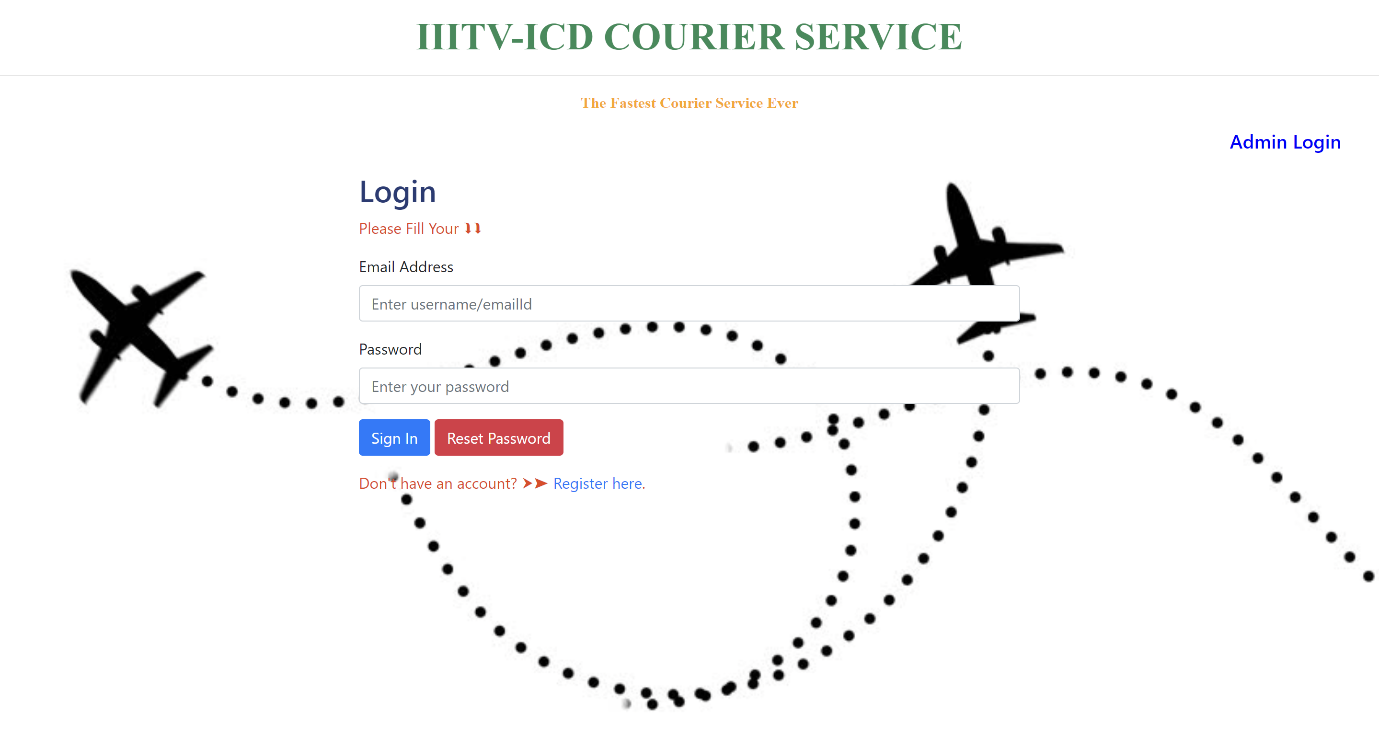 IIITV-ICD COURIER SERVICE
The Fastest Courier Service Ever
Admin Login
Login
Please Fill Your ⮯⮯
Email Address
Enter username/emailId
Password
Enter your password
Sign In Reset Password
Don't have an account? ➤➤ Register here.